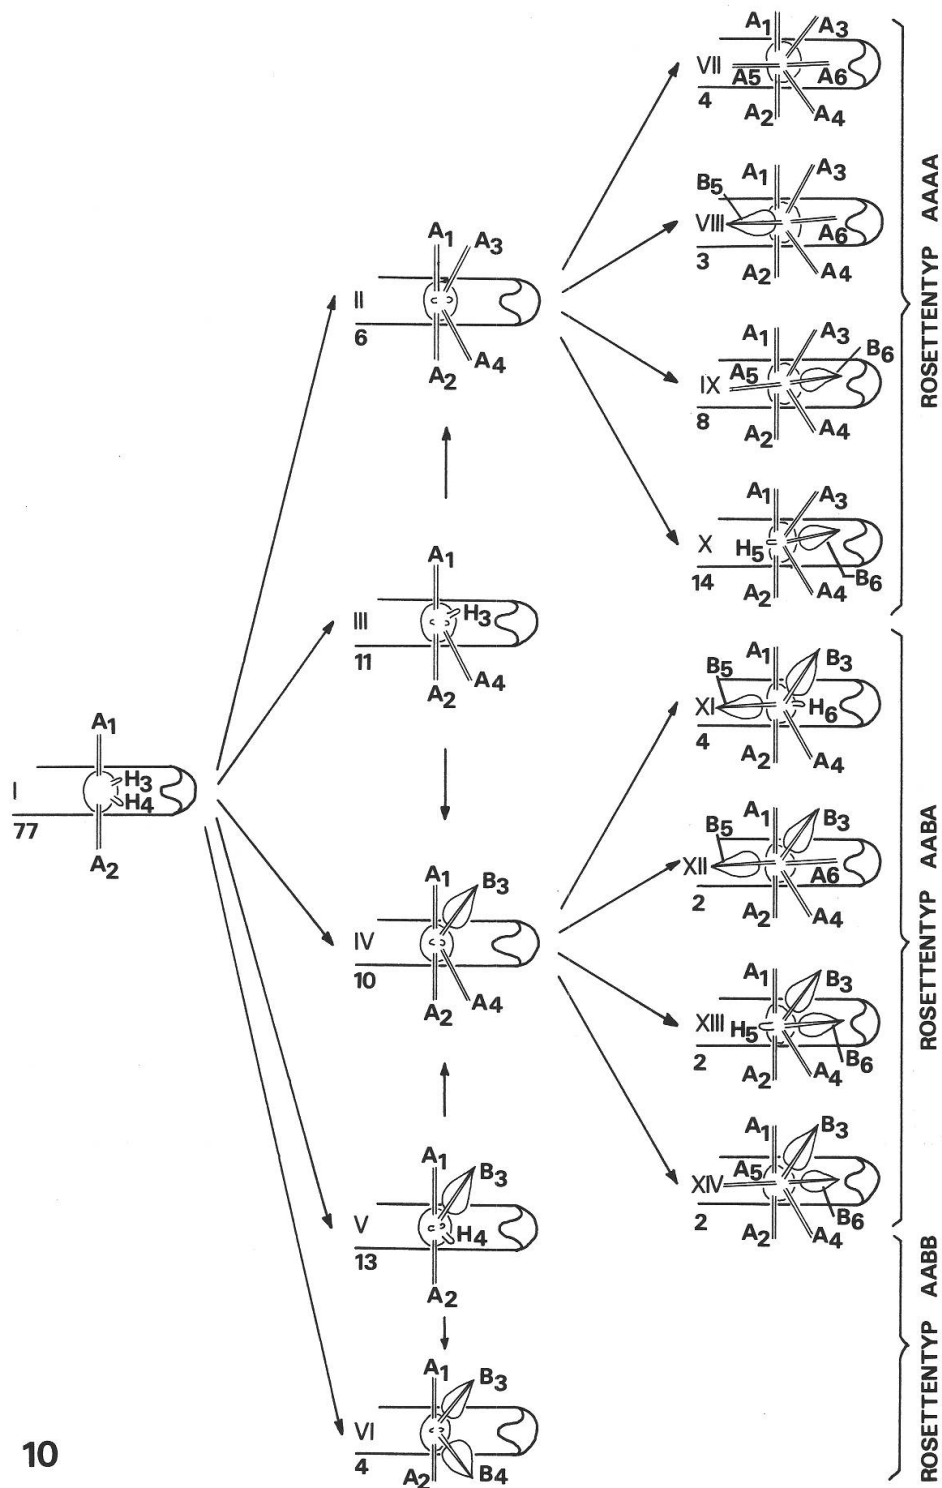 A1
H3
H4
I
77
A2
A1
A3
II
6
A2
A4
A1
H3
III
11
A2
A4
A1
B3
IV
10
A2
A4
A1
B3
V
H4
13
A2
A1
B3
VI
4
A2
B4
A1
A3
VII
A5
A6
4
A2
A4
A1
A3
B5
VIII
A6
3
A2
A4
A1
A3
B6
A5
IX
8
A2
A4
A1
A3
X
H5
14
B6
A2
A4
A1
B3
B5
XI
H6
4
A2
A4
A1
B3
B5
XII
A6
2
A2
A4
A1
B3
XIII
H5
2
B6
A2
A4
A1
B3
A5
XIV
2
B6
A2
A4
ROSETTENTYP AAAA
ROSETTENTYP AABA
ROSETTENTYP AABB
10